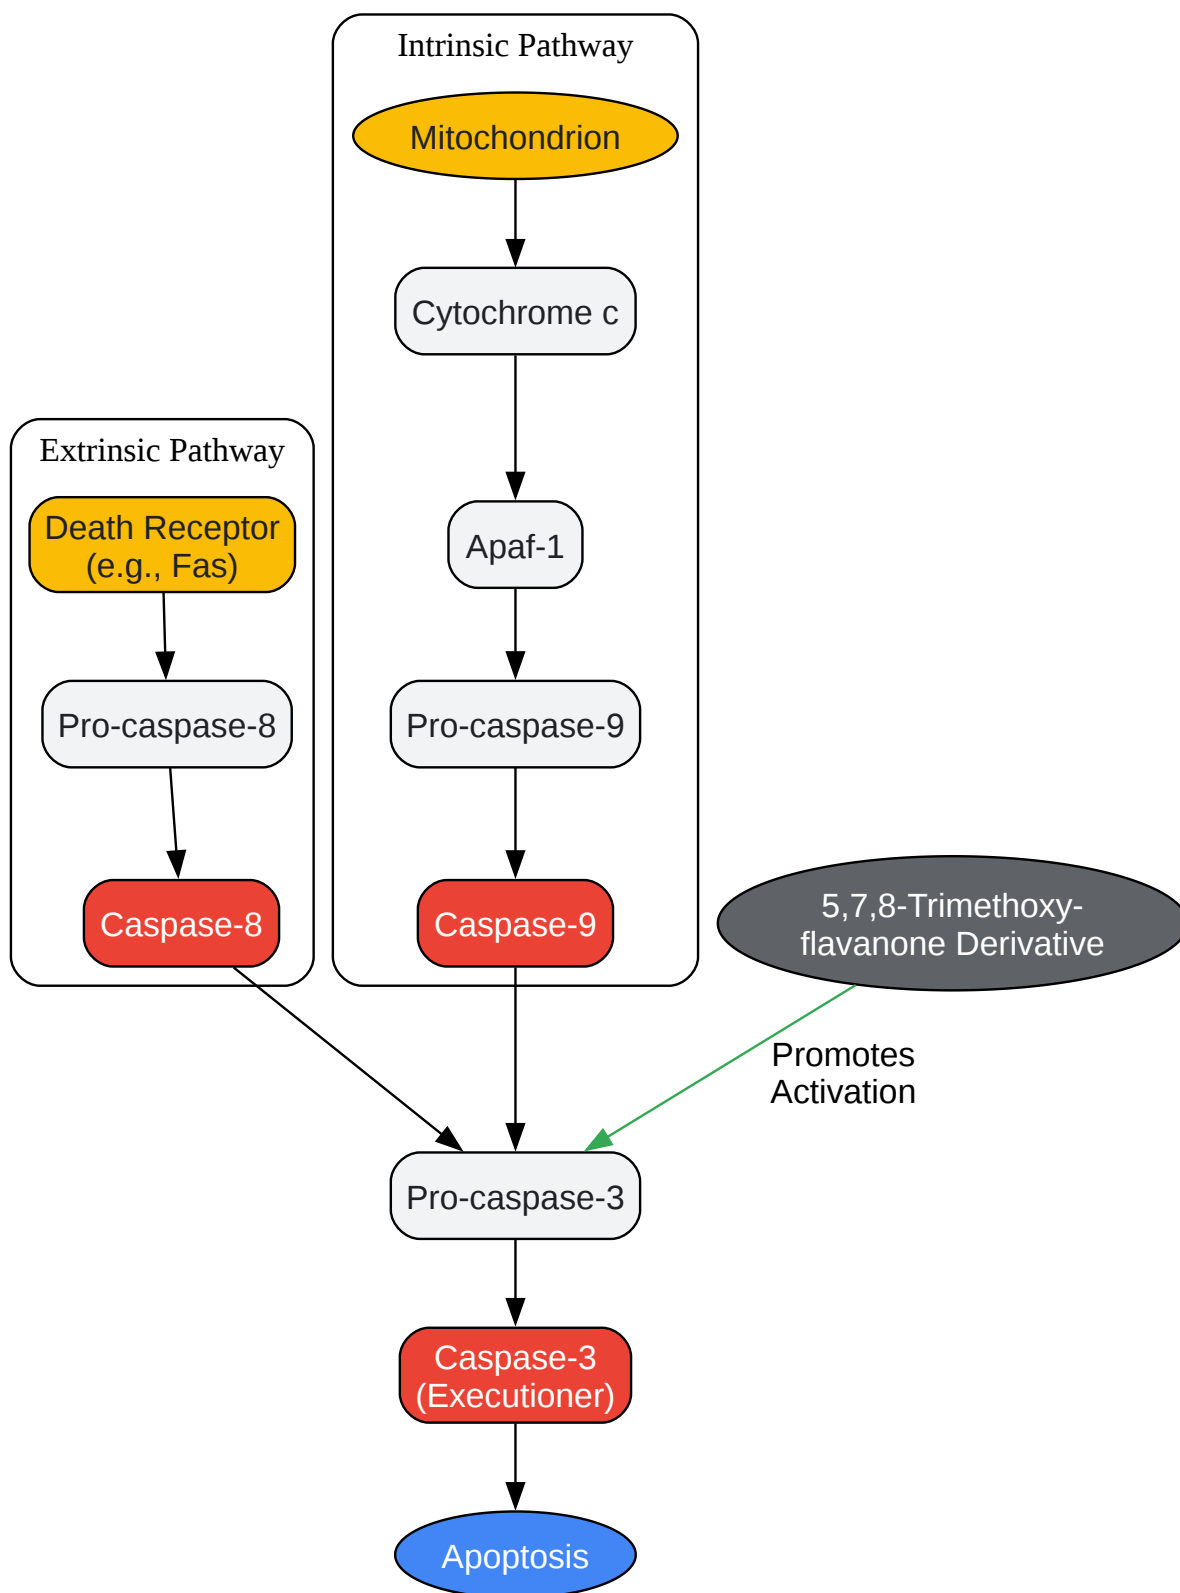 Intrinsic Pathway
Mitochondrion
Cytochrome c
Extrinsic Pathway
Death Receptor
(e.g., Fas)
Apaf-1
Pro-caspase-8
Pro-caspase-9
Caspase-8
Caspase-9
5,7,8-Trimethoxy-
flavanone Derivative
Promotes
Activation
Pro-caspase-3
Caspase-3
(Executioner)
Apoptosis